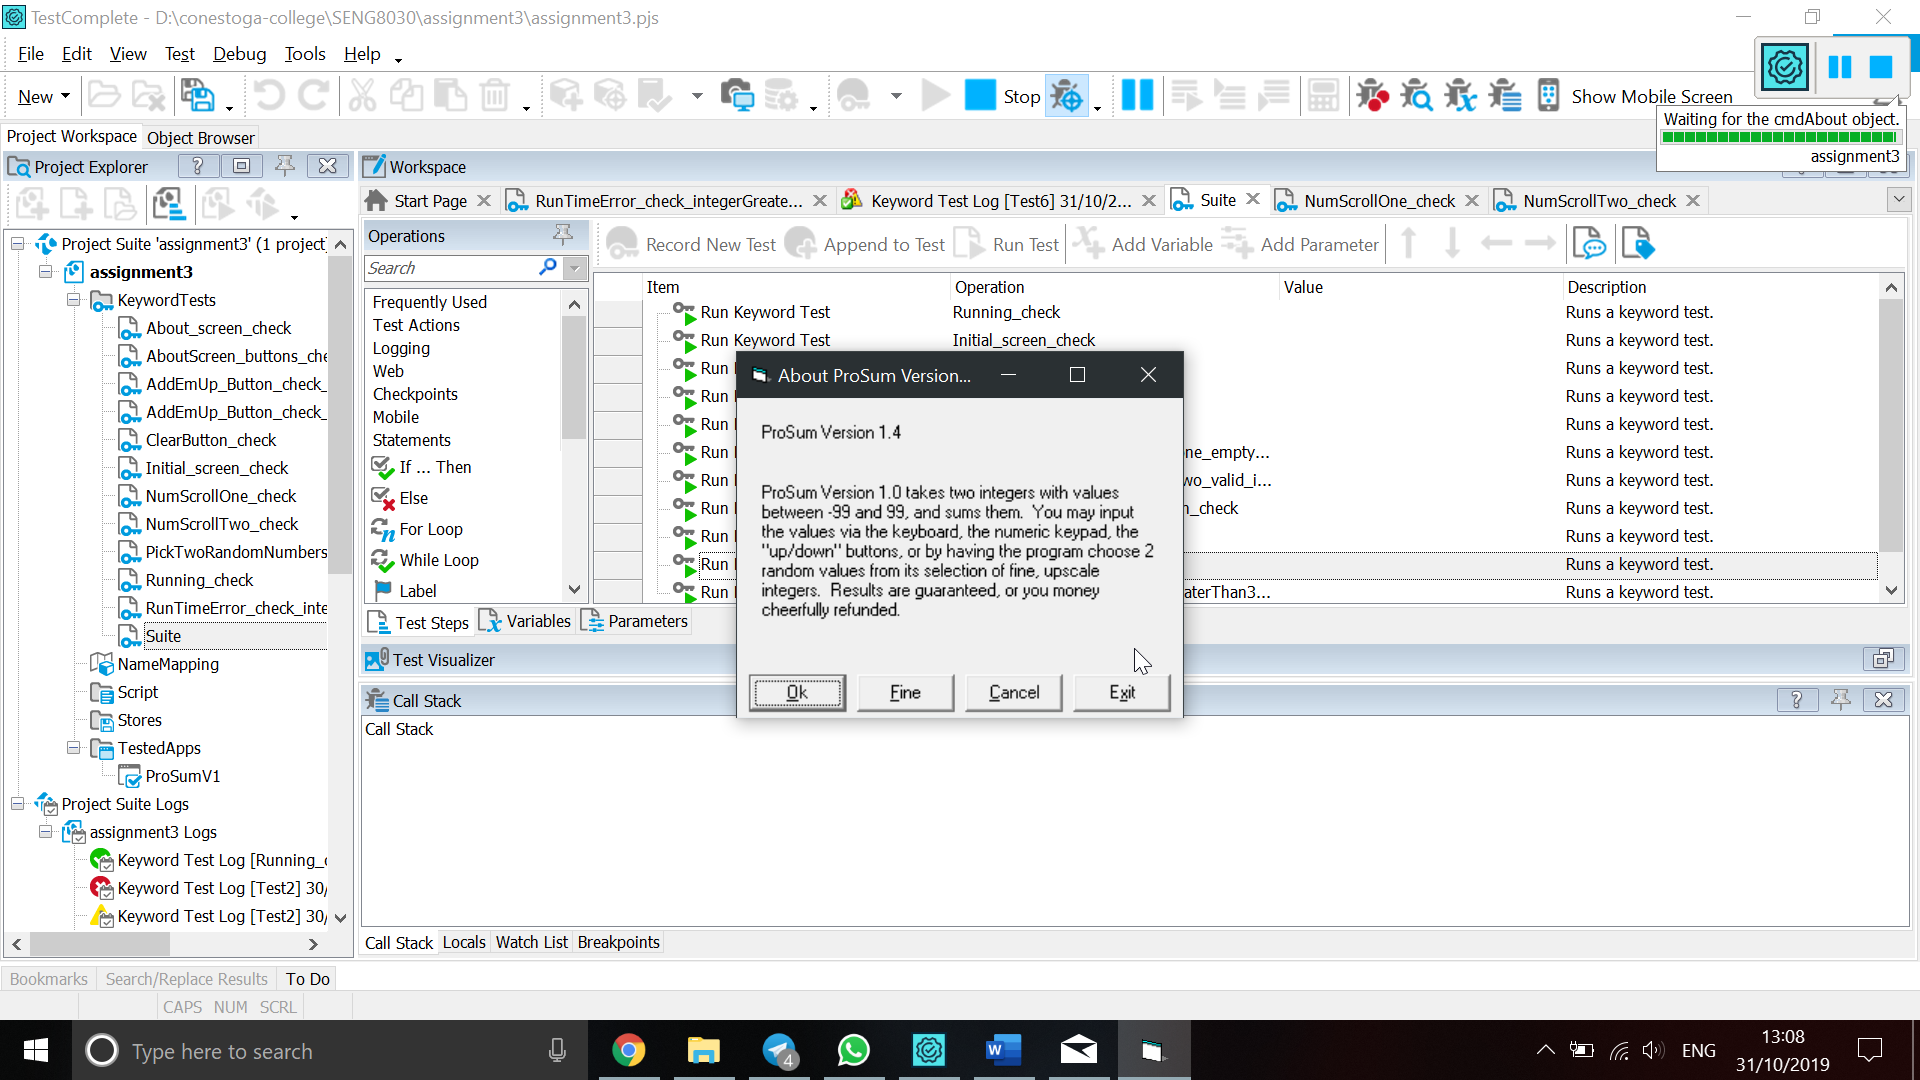 TestComplete - D:\conestoga-college\SENG8030\assignment3\assignment3.pjs
File Edit View Test Debug Tools Help
New
Stop
Show Mobile Screen
Waiting for the cmdAbout object.
assignment3
Project Workspace Object Browser
Project Explorer
Workspace
Start Page
RunTimeError_check_integerGreate...
Keyword Test Log [Test6] 31/10/2...
Suite
NumScrollOne_check
NumScrollTwo_check
Project Suite 'assignment3' (1 project
assignment3
KeywordTests
About_screen_check
AboutScreen_buttons_che
AddEmUp_Button_check_
AddEmUp_Button_check_
ClearButton_check
Initial_screen_check
NumScrollOne_check
NumScrollTwo_check
PickTwoRandomNumbers
Running_check
RunTimeError_check_inte
Suite
NameMapping
Script
Stores
TestedApps
ProSumV1
Project Suite Logs
assignment3 Logs
Keyword Test Log [Running_
Keyword Test Log [Test2] 30/
Keyword Test Log [Test2] 30/
Operations
Search
Frequently Used
Test Actions
Logging
Web
Checkpoints
Mobile
Statements
If ... Then
Else
For Loop
While Loop
Label
Record New Test Append to Test Run Test Add Variable Add Parameter
Item Operation Value Description
Run Keyword Test Running_check Runs a keyword test.
Run Keyword Test Initial_screen_check Runs a keyword test.
Run Runs a keyword test.
Run Runs a keyword test.
Run Runs a keyword test.
Run ne_empty... Runs a keyword test.
Run wo_valid_i... Runs a keyword test.
Run n_check Runs a keyword test.
Run Runs a keyword test.
Run Runs a keyword test.
Run aterThan3... Runs a keyword test.
Test Steps Variables Parameters
Test Visualizer
Call Stack
Call Stack
Call Stack Locals Watch List Breakpoints
About ProSum Version...
ProSum Version 1.4
ProSum Version 1.0 takes two integers with values
between -99 and 99, and sums them. You may input
the values via the keyboard, the numeric keypad, the
"up/down" buttons, or by having the program choose 2
random values from its selection of fine, upscale
integers. Results are guaranteed, or you money
cheerfully refunded.
Ok Fine Cancel Exit
Bookmarks Search/Replace Results To Do
CAPS NUM SCRL
Type here to search
4
ENG
13:08
31/10/2019